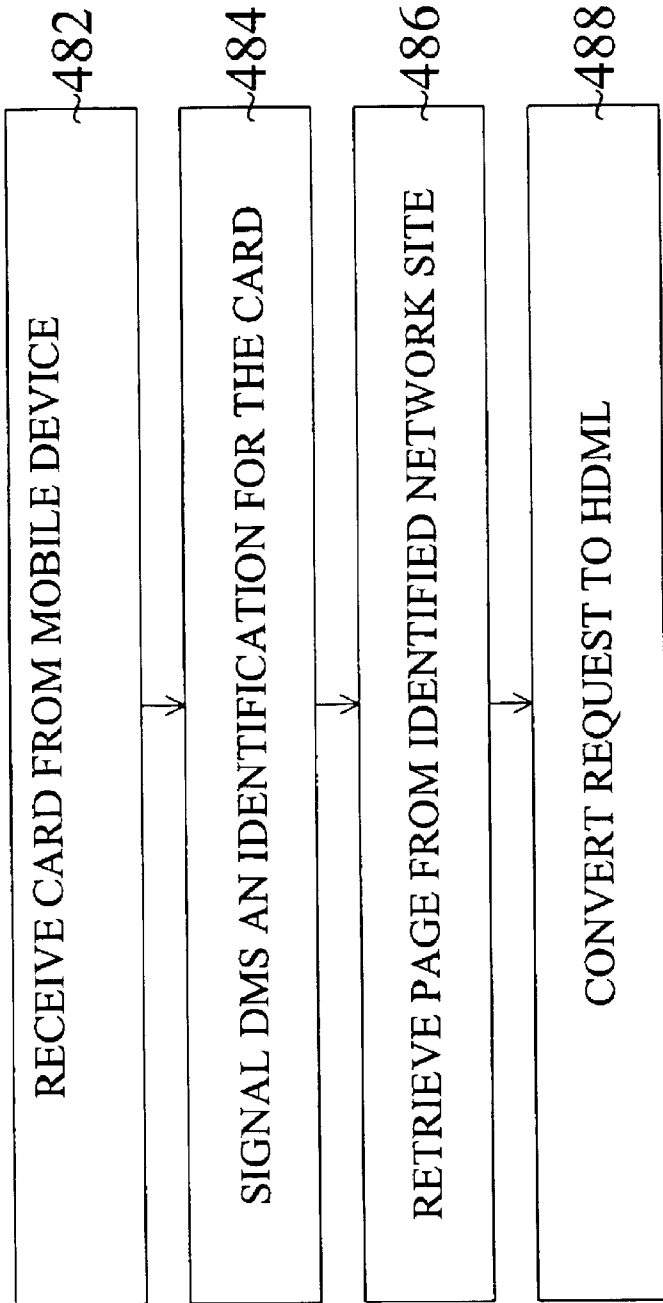 RECEIVE CARD FROM MOBILE DEVICE
~482
SIGNAL DMS AN IDENTIFICATION FOR THE CARD
~484
RETRIEVE PAGE FROM IDENTIFIED NETWORK SITE
~486
CONVERT REQUEST TO HDML
~488